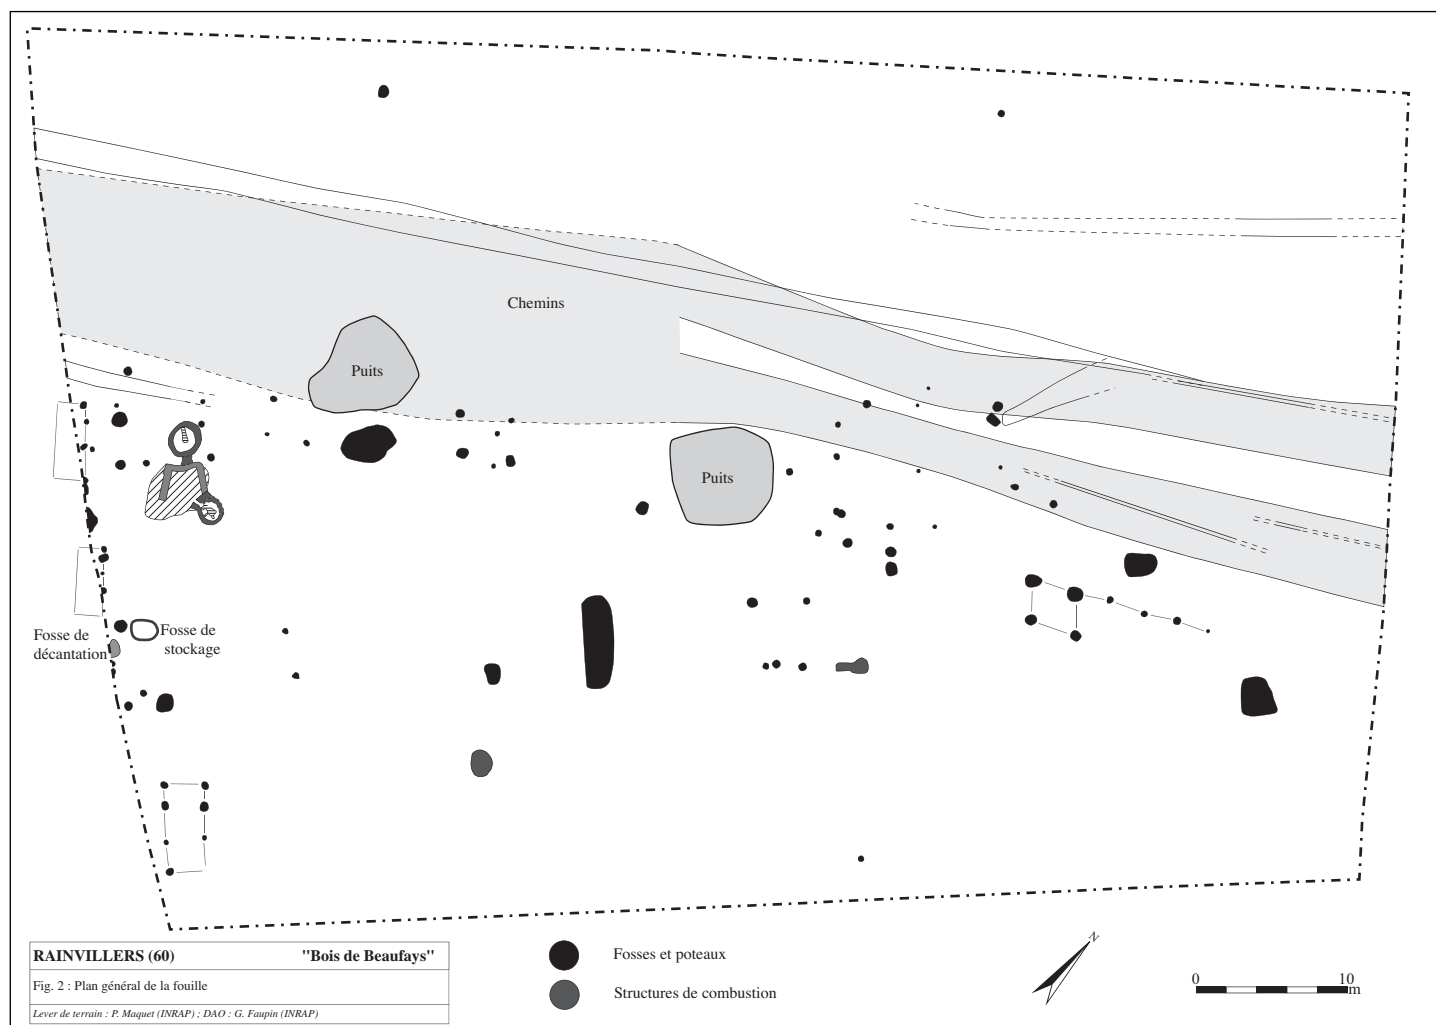 Chemins
Puits
Puits
Fosse de
décantation
Fosse de
stockage
N
RAINVILLERS (60) "Bois de Beaufays"
Fig. 2 : Plan général de la fouille
Lever de terrain : P. Maquet (INRAP) ; DAO : G. Faupin (INRAP)
Fosses et poteaux
Structures de combustion
0 10
m